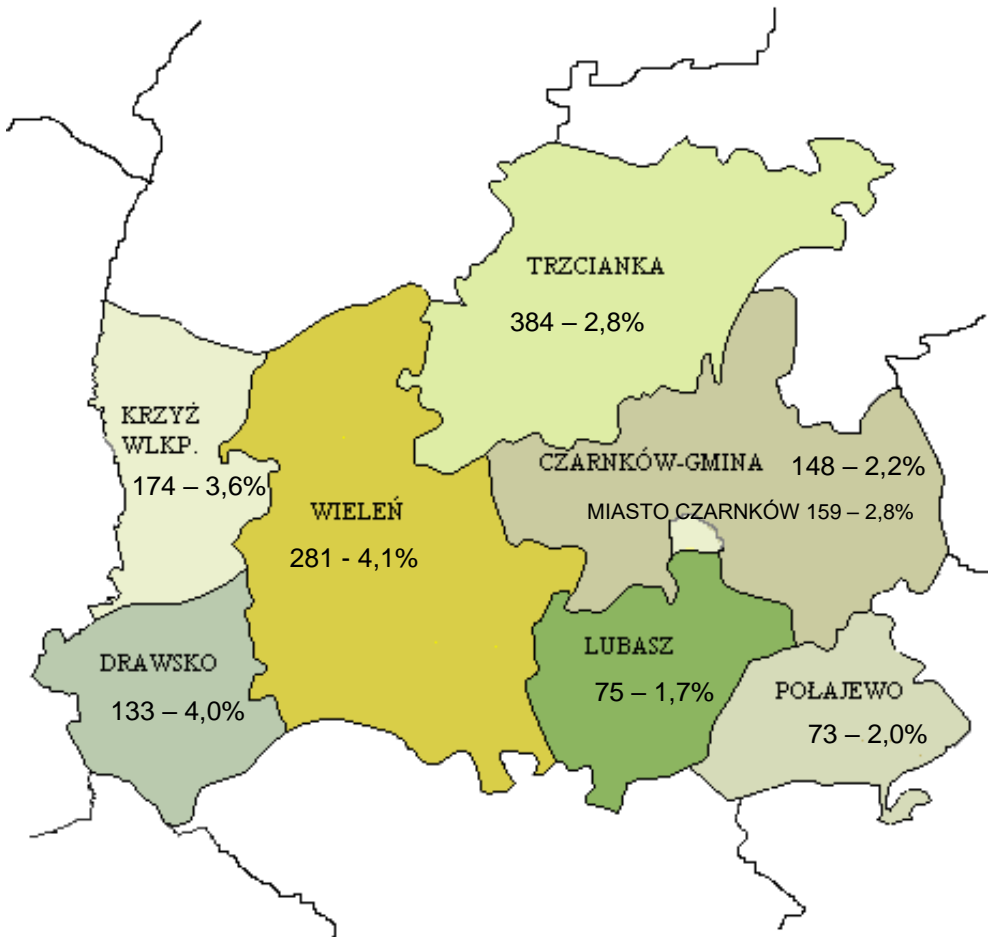 TRZCIANKA
384 – 2,8%
KRZYŻ
WLKP.
174 – 3,6%
WIELEŃ
281 - 4,1%
CZARNKÓW-GMINA 148 – 2,2%
MIASTO CZARNKÓW 159 – 2,8%
DRAWSKO
133 – 4,0%
LUBASZ
75 – 1,7%
POŁAJEWO
73 – 2,0%